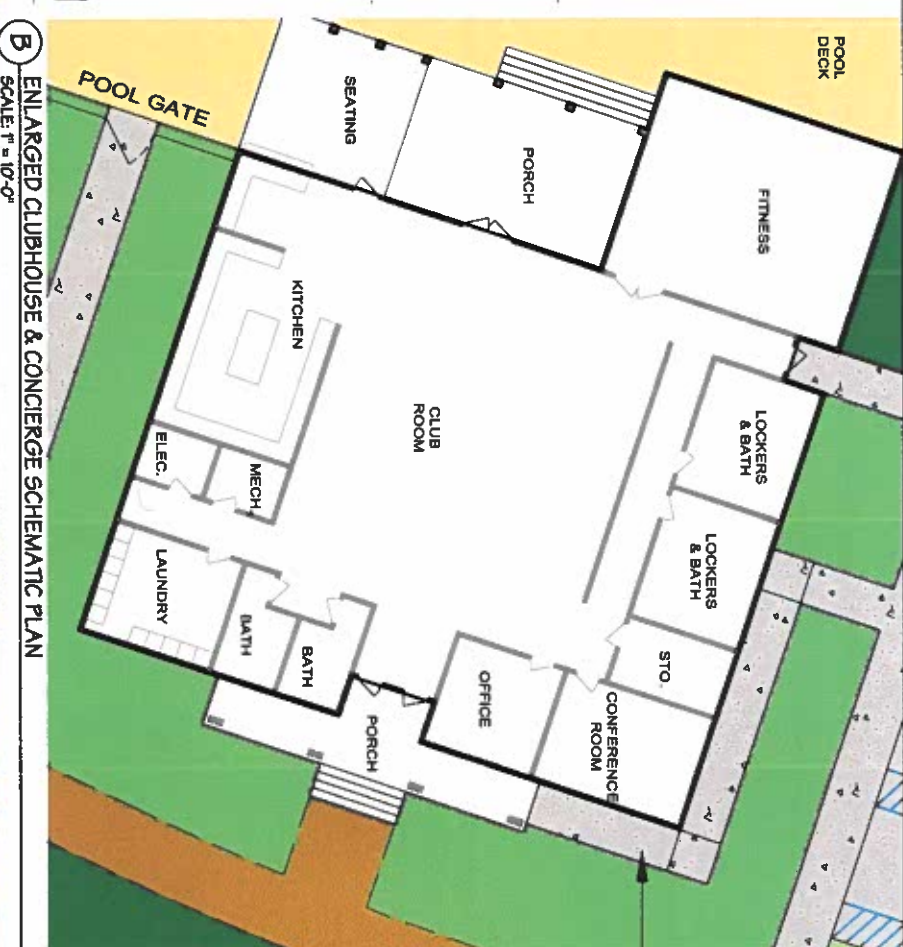 POOL
DECK
FITNESS
SEATING
PORCH
POOL GATE
KITCHEN
CLUB
ROOM
LOCKERS
& BATH
LOCKERS
& BATH
STO.
CONFERENCE
ROOM
OFFICE
ELEC.
MECH.
LAUNDRY
BATH
BATH
PORCH
B
ENLARGED CLUBHOUSE & CONCIERGE SCHEMATIC PLAN
SCALE: 1" = 10'-0"